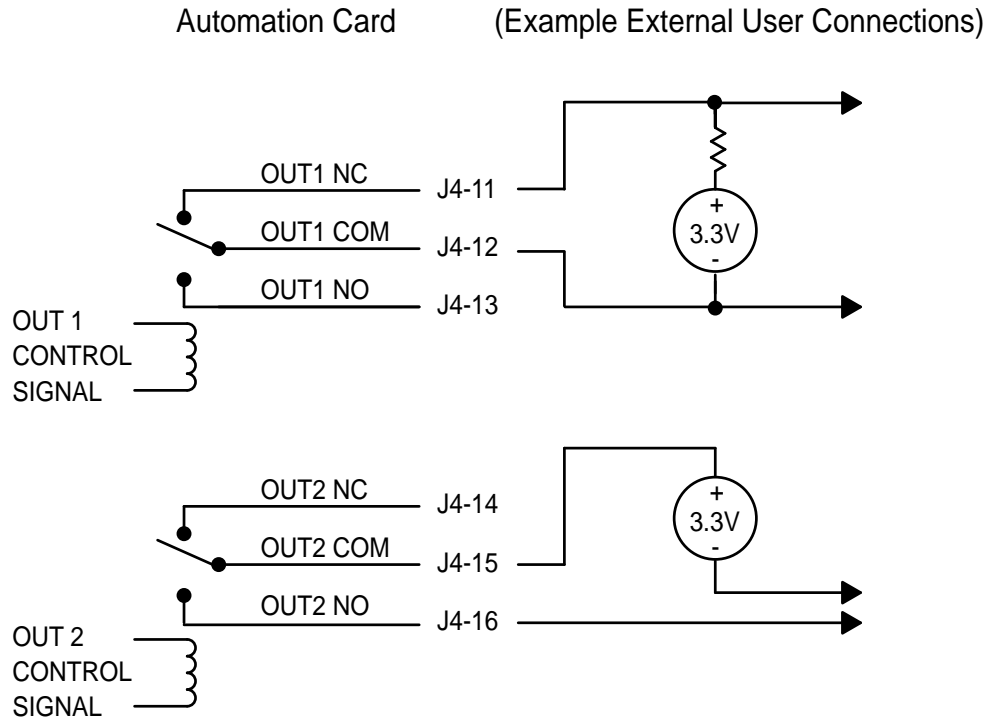 Automation Card (Example External User Connections)
OUT1 NC J4-11
OUT1 COM J4-12
OUT1 NO J4-13
+
3.3V
-
OUT 1
CONTROL
SIGNAL
OUT2 NC J4-14
OUT2 COM J4-15
OUT2 NO J4-16
+
3.3V
-
OUT 2
CONTROL
SIGNAL